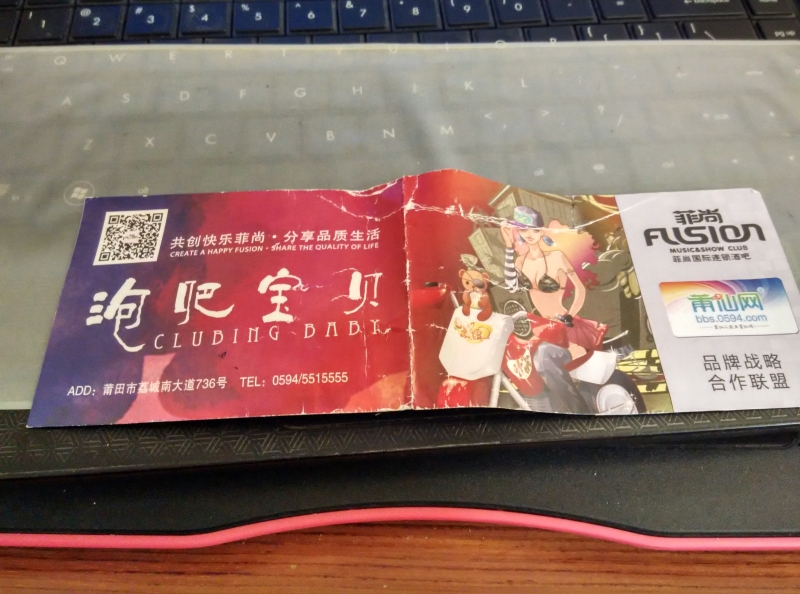 共创快乐菲尚·分享品质生活
CREATE A HAPPY FUSION · SHARE THE QUALITY OF LIFE
泡吧宝贝
CLUBING BABY
ADD：莆田市荔城南大道736号 TEL：0594/5515555
菲尚
FUSION
MUSIC&SHOW CLUB
菲尚国际连锁酒吧
莆仙网
bbs.0594.com
品牌战略
合作联盟
Q W E R T Y U
A S D F G H J K L
Z X C V B N M